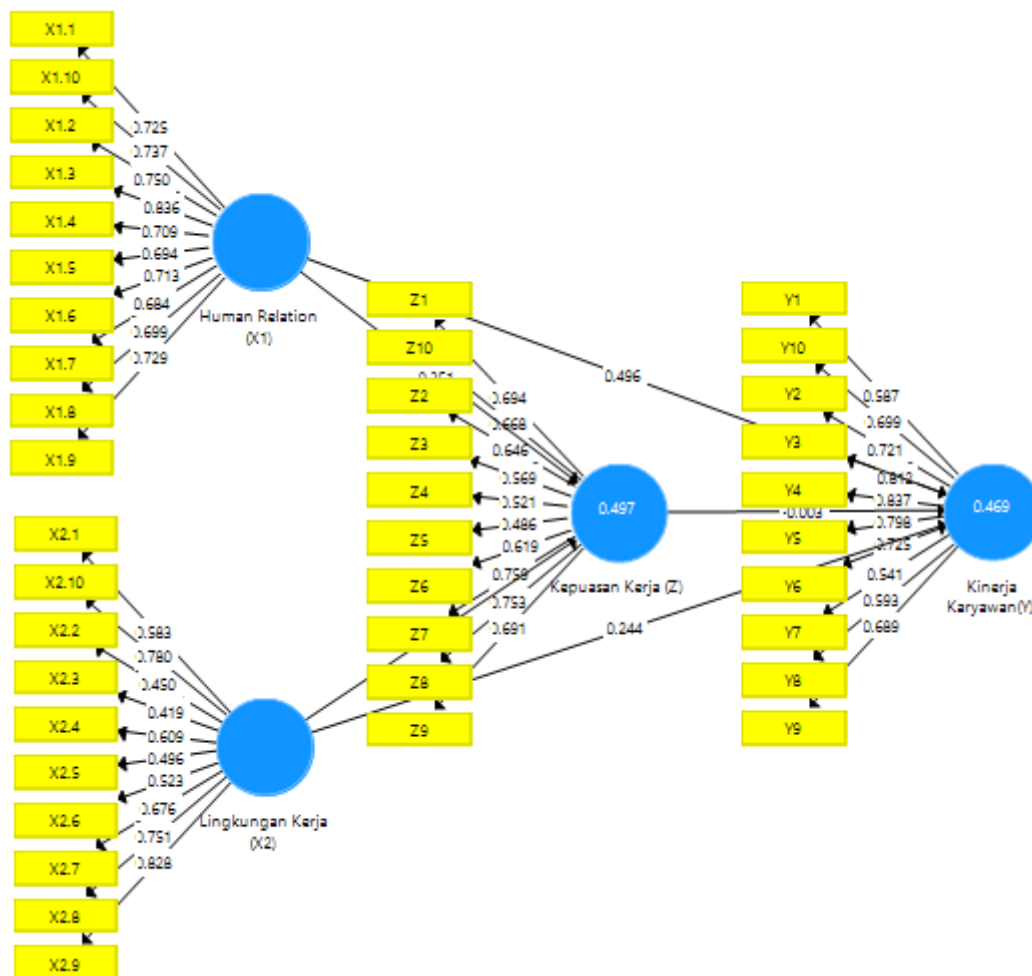 X1.1
X1.10
X1.2
X1.3
X1.4
X1.5
X1.6
X1.7
X1.8
X1.9
0.725
0.737
0.750
0.836
0.709
0.694
0.713
0.684
0.699
0.729
Human Relation
(X1)
X2.1
X2.10
X2.2
X2.3
X2.4
X2.5
X2.6
X2.7
X2.8
X2.9
0.583
0.780
0.450
0.419
0.609
0.496
0.523
0.676
0.751
0.828
Lingkungan Kerja
(X2)
Z1
Z10
Z2
Z3
Z4
Z5
Z6
Z7
Z8
Z9
0.694
0.668
0.646
0.569
0.521
0.486
0.619
0.759
0.753
0.691
0.497
Kepuasan Kerja (Z)
0.496
-0.003
0.244
Y1
Y10
Y2
Y3
Y4
Y5
Y6
Y7
Y8
Y9
0.587
0.699
0.721
0.837
0.798
0.725
0.541
0.593
0.689
0.469
Kinerja
Karyawan(Y)